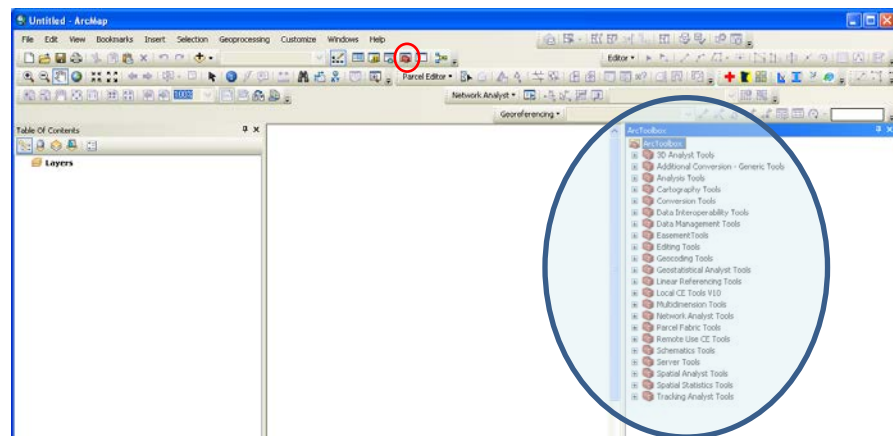 Untitled - ArcMap
File Edit View Bookmarks Insert Selection Geoprocessing Customize Windows Help
Editor
Parcel Editor
Network Analyst
Georeferencing
Table Of Contents
Layers
ArcToolbox
ArcToolbox
3D Analyst Tools
Additional Conversion - Generic Tools
Analysis Tools
Cartography Tools
Conversion Tools
Data Interoperability Tools
Data Management Tools
EasementTools
Editing Tools
Geocoding Tools
Geostatistical Analyst Tools
Linear Referencing Tools
Local CE Tools V10
Multidimension Tools
Network Analyst Tools
Parcel Fabric Tools
Remote Use CE Tools
Schematics Tools
Server Tools
Spatial Analyst Tools
Spatial Statistics Tools
Tracking Analyst Tools